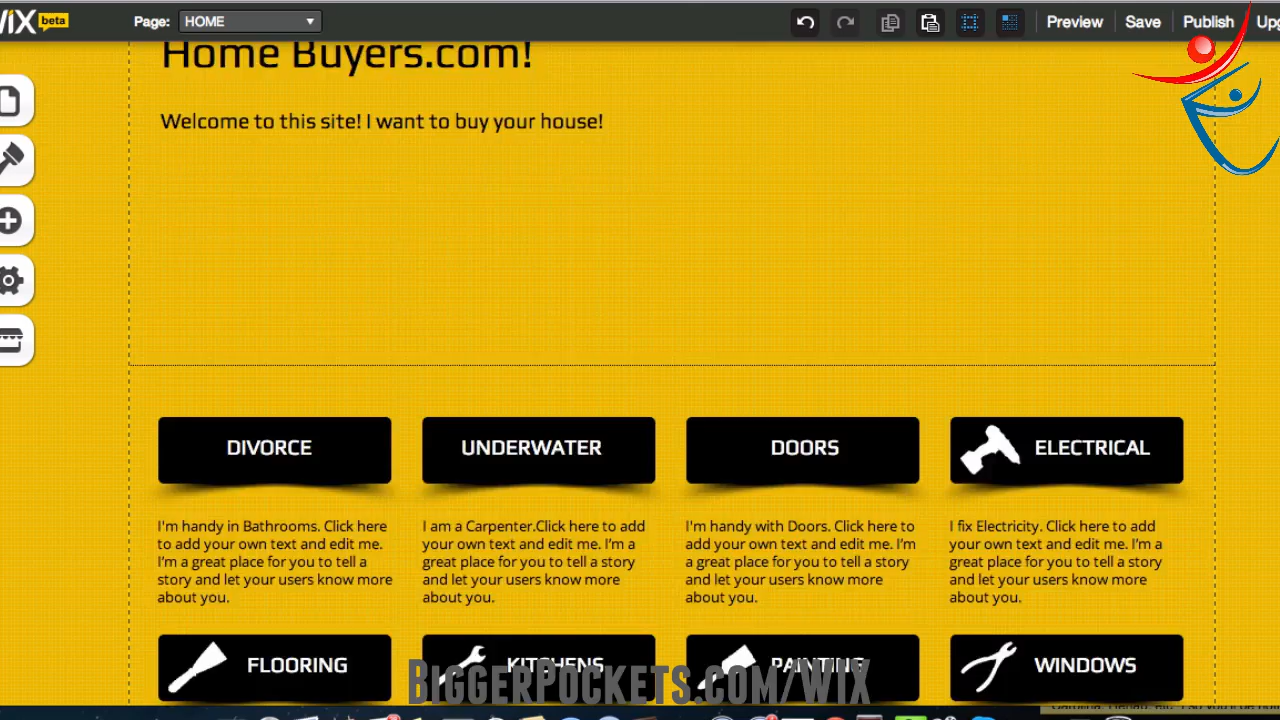 WiX beta Page: HOME Preview Save Publish Upg
Home Buyers.com!
Welcome to this site! I want to buy your house!
DIVORCE UNDERWATER DOORS ELECTRICAL
I'm handy in Bathrooms. Click here
to add your own text and edit me.
I'm a great place for you to tell a
story and let your users know more
about you.
I am a Carpenter.Click here to add
your own text and edit me. I'm a
great place for you to tell a story
and let your users know more
about you.
I'm handy with Doors. Click here to
add your own text and edit me. I'm
a great place for you to tell a story
and let your users know more
about you.
I fix Electricity. Click here to add
your own text and edit me. I'm a
great place for you to tell a story
and let your users know more
about you.
FLOORING KITCHENS PAINTING WINDOWS
BIGGERPOCKETS.COM/WIX